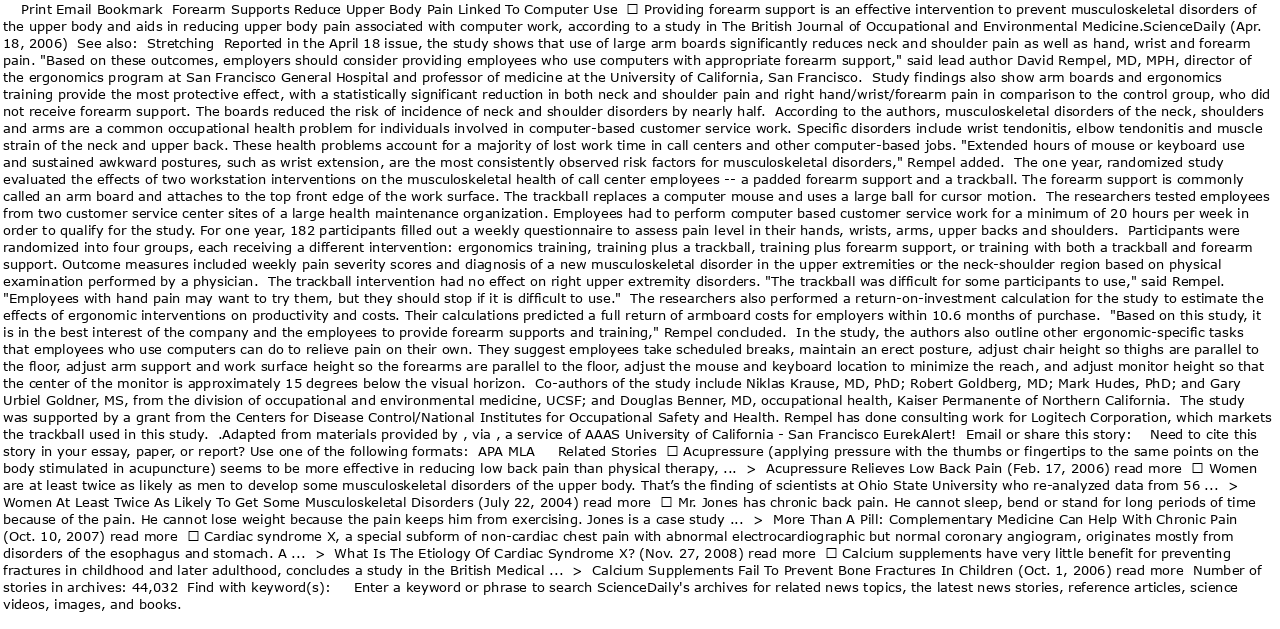 Print Email Bookmark  Forearm Supports Reduce Upper Body Pain Linked To Computer Use  □ Providing forearm support is an effective intervention to prevent musculoskeletal disorders of
the upper body and aids in reducing upper body pain associated with computer work, according to a study in The British Journal of Occupational and Environmental Medicine.ScienceDaily (Apr.
18, 2006)  See also:  Stretching  Reported in the April 18 issue, the study shows that use of large arm boards significantly reduces neck and shoulder pain as well as hand, wrist and forearm
pain. "Based on these outcomes, employers should consider providing employees who use computers with appropriate forearm support," said lead author David Rempel, MD, MPH, director of
the ergonomics program at San Francisco General Hospital and professor of medicine at the University of California, San Francisco.  Study findings also show arm boards and ergonomics
training provide the most protective effect, with a statistically significant reduction in both neck and shoulder pain and right hand/wrist/forearm pain in comparison to the control group, who did
not receive forearm support. The boards reduced the risk of incidence of neck and shoulder disorders by nearly half.  According to the authors, musculoskeletal disorders of the neck, shoulders
and arms are a common occupational health problem for individuals involved in computer-based customer service work. Specific disorders include wrist tendonitis, elbow tendonitis and muscle
strain of the neck and upper back. These health problems account for a majority of lost work time in call centers and other computer-based jobs. "Extended hours of mouse or keyboard use
and sustained awkward postures, such as wrist extension, are the most consistently observed risk factors for musculoskeletal disorders," Rempel added.  The one year, randomized study
evaluated the effects of two workstation interventions on the musculoskeletal health of call center employees -- a padded forearm support and a trackball. The forearm support is commonly
called an arm board and attaches to the top front edge of the work surface. The trackball replaces a computer mouse and uses a large ball for cursor motion.  The researchers tested employees
from two customer service center sites of a large health maintenance organization. Employees had to perform computer based customer service work for a minimum of 20 hours per week in
order to qualify for the study. For one year, 182 participants filled out a weekly questionnaire to assess pain level in their hands, wrists, arms, upper backs and shoulders.  Participants were
randomized into four groups, each receiving a different intervention: ergonomics training, training plus a trackball, training plus forearm support, or training with both a trackball and forearm
support. Outcome measures included weekly pain severity scores and diagnosis of a new musculoskeletal disorder in the upper extremities or the neck-shoulder region based on physical
examination performed by a physician.  The trackball intervention had no effect on right upper extremity disorders. "The trackball was difficult for some participants to use," said Rempel.
"Employees with hand pain may want to try them, but they should stop if it is difficult to use."  The researchers also performed a return-on-investment calculation for the study to estimate the
effects of ergonomic interventions on productivity and costs. Their calculations predicted a full return of armboard costs for employers within 10.6 months of purchase.  "Based on this study, it
is in the best interest of the company and the employees to provide forearm supports and training," Rempel concluded.  In the study, the authors also outline other ergonomic-specific tasks
that employees who use computers can do to relieve pain on their own. They suggest employees take scheduled breaks, maintain an erect posture, adjust chair height so thighs are parallel to
the floor, adjust arm support and work surface height so the forearms are parallel to the floor, adjust the mouse and keyboard location to minimize the reach, and adjust monitor height so that
the center of the monitor is approximately 15 degrees below the visual horizon.  Co-authors of the study include Niklas Krause, MD, PhD; Robert Goldberg, MD; Mark Hudes, PhD; and Gary
Urbiel Goldner, MS, from the division of occupational and environmental medicine, UCSF; and Douglas Benner, MD, occupational health, Kaiser Permanente of Northern California.  The study
was supported by a grant from the Centers for Disease Control/National Institutes for Occupational Safety and Health. Rempel has done consulting work for Logitech Corporation, which markets
the trackball used in this study.  .Adapted from materials provided by , via , a service of AAAS University of California - San Francisco EurekAlert!  Email or share this story:   Need to cite this
story in your essay, paper, or report? Use one of the following formats:  APA MLA    Related Stories  □ Acupressure (applying pressure with the thumbs or fingertips to the same points on the
body stimulated in acupuncture) seems to be more effective in reducing low back pain than physical therapy, ...  >  Acupressure Relieves Low Back Pain (Feb. 17, 2006) read more  □ Women
are at least twice as likely as men to develop some musculoskeletal disorders of the upper body. That’s the finding of scientists at Ohio State University who re-analyzed data from 56 ...  >
Women At Least Twice As Likely To Get Some Musculoskeletal Disorders (July 22, 2004) read more  □ Mr. Jones has chronic back pain. He cannot sleep, bend or stand for long periods of time
because of the pain. He cannot lose weight because the pain keeps him from exercising. Jones is a case study ...  >  More Than A Pill: Complementary Medicine Can Help With Chronic Pain
(Oct. 10, 2007) read more  □ Cardiac syndrome X, a special subform of non-cardiac chest pain with abnormal electrocardiographic but normal coronary angiogram, originates mostly from
disorders of the esophagus and stomach. A ...  >  What Is The Etiology Of Cardiac Syndrome X? (Nov. 27, 2008) read more  □ Calcium supplements have very little benefit for preventing
fractures in childhood and later adulthood, concludes a study in the British Medical ...  >  Calcium Supplements Fail To Prevent Bone Fractures In Children (Oct. 1, 2006) read more  Number of
stories in archives: 44,032  Find with keyword(s):    Enter a keyword or phrase to search ScienceDaily's archives for related news topics, the latest news stories, reference articles, science
videos, images, and books.